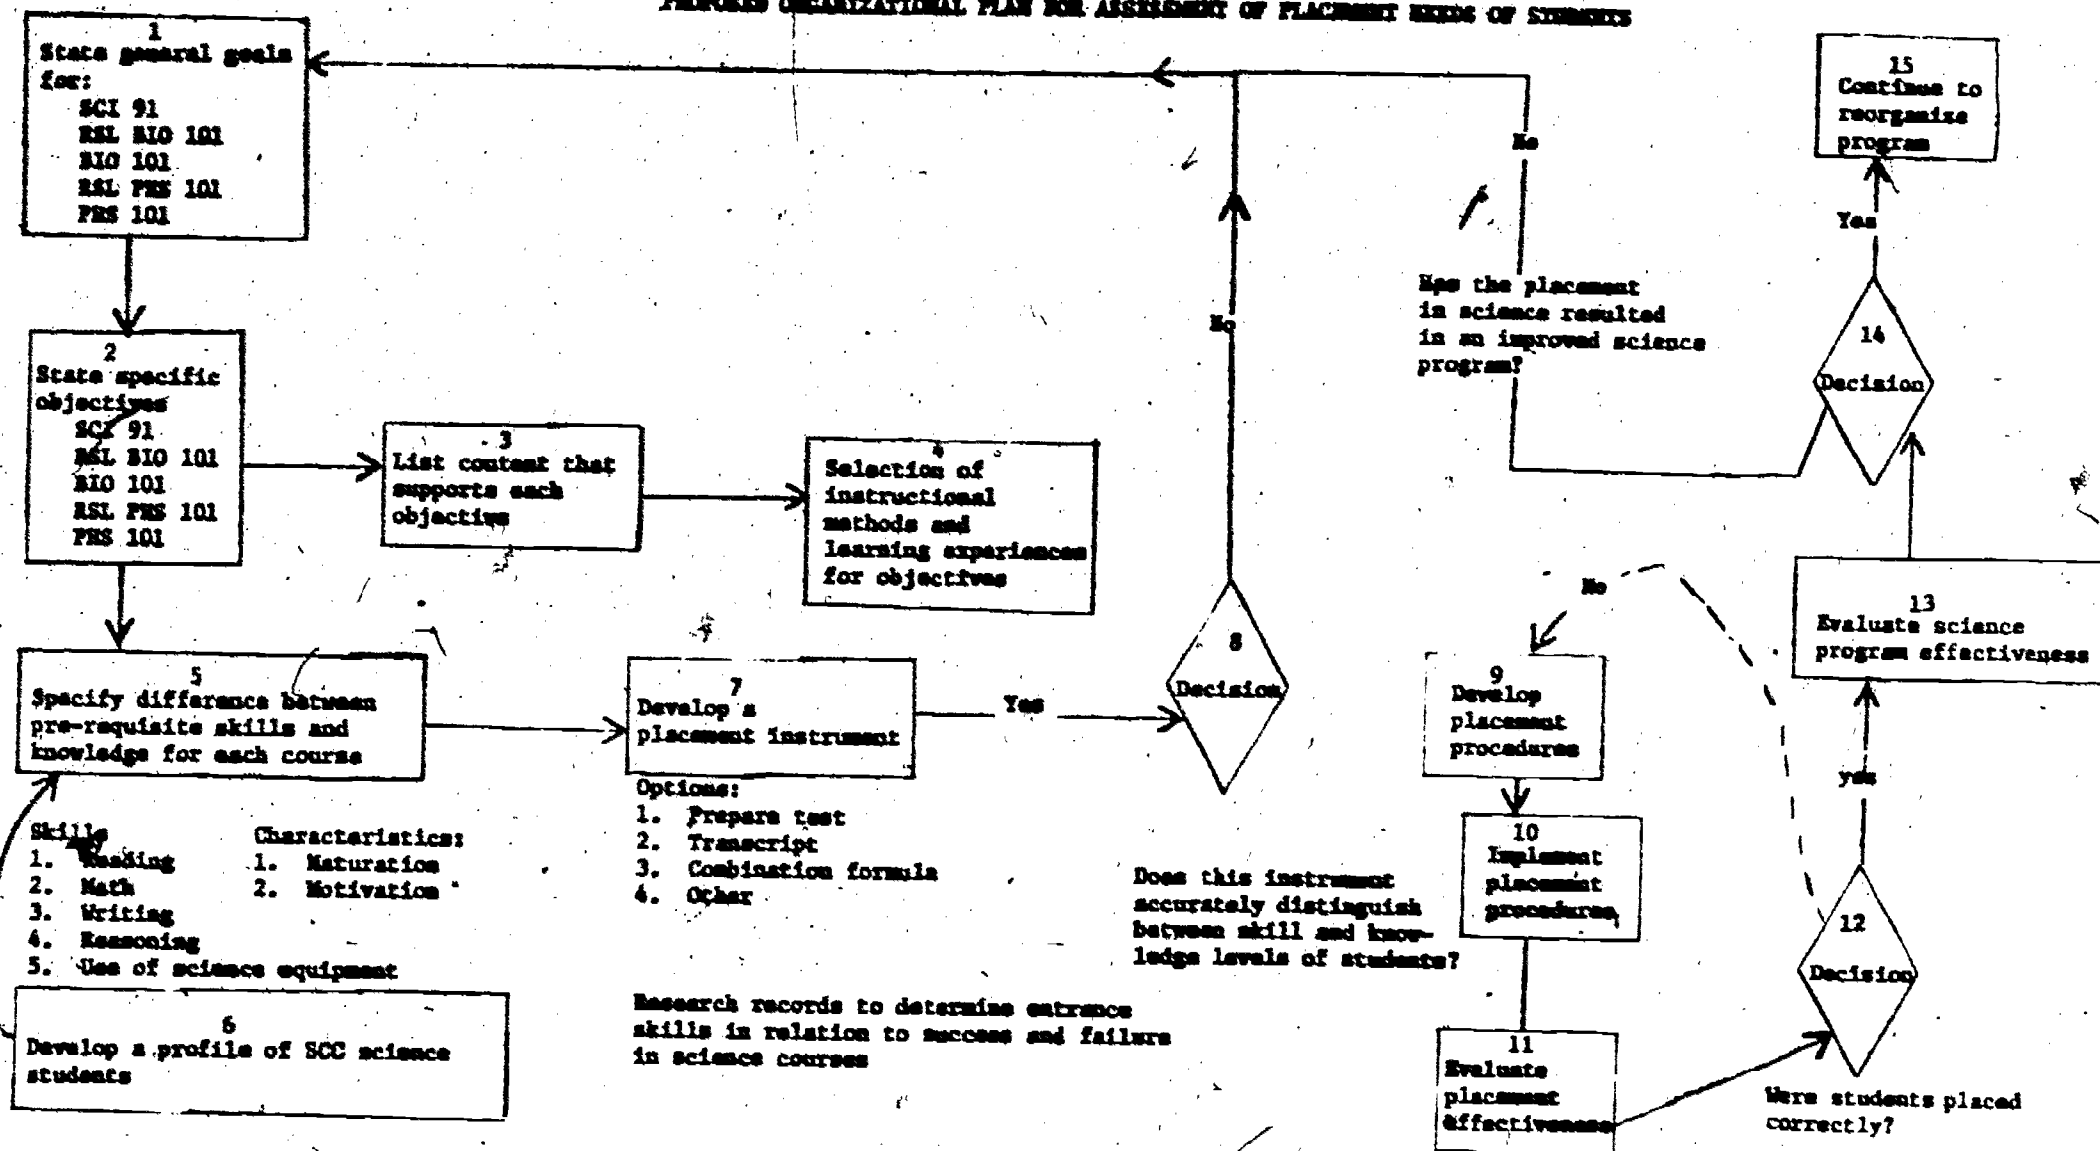 PROPOSED ORGANIZATIONAL PLAN FOR ASSESSMENT OF PLACEMENT NEEDS OF STUDENTS
1
State general goals
for:
SCI 91
RSL BIO 101
BIO 101
RSL PHS 101
PHS 101
2
State specific
objectives
SCI 91
RSL BIO 101
BIO 101
RSL PHS 101
PHS 101
3
List content that
supports each
objective
4
Selection of
instructional
methods and
learning experiences
for objectives
5
Specify difference between
pre-requisite skills and
knowledge for each course
Skills
1. Reading
2. Math
3. Writing
4. Reasoning
5. Use of science equipment
Characteristics:
1. Maturation
2. Motivation
6
Develop a profile of SCC science
students
7
Develop a
placement instrument
Options:
1. Prepare test
2. Transcript
3. Combination formula
4. Other
Research records to determine entrance
skills in relation to success and failure
in science courses
Yes
8
Decision
No
Does this instrument
accurately distinguish
between skill and know-
ledge levels of students?
9
Develop
placement
procedures
10
Implement
placement
procedures
11
Evaluate
placement
effectiveness
12
Decision
Were students placed
correctly?
No
yes
13
Evaluate science
program effectiveness
14
Decision
Has the placement
in science resulted
in an improved science
program?
No
Yes
15
Continue to
reorganize
program